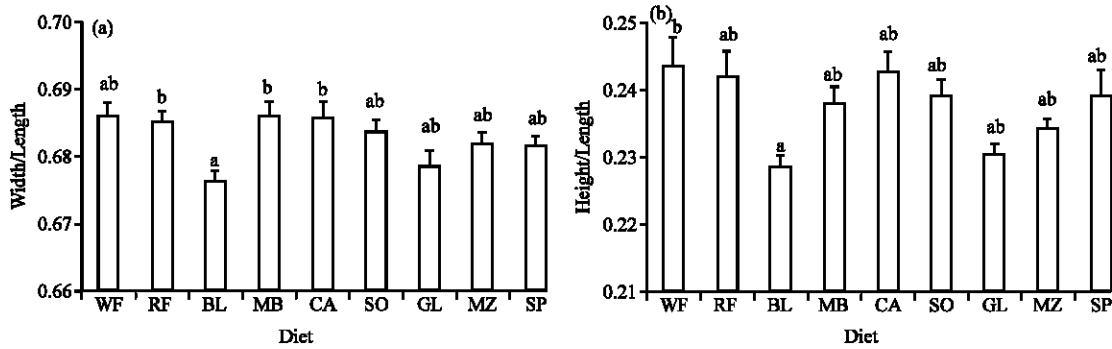 (a)
Width/Length
0.70
0.69
0.68
0.67
0.66
ab b a b b ab ab ab ab
WF RF BL MB CA SO GL MZ SP
Diet
(b)
Height/Length
0.25
0.24
0.23
0.22
0.21
b ab a ab ab ab ab ab ab
WF RF BL MB CA SO GL MZ SP
Diet